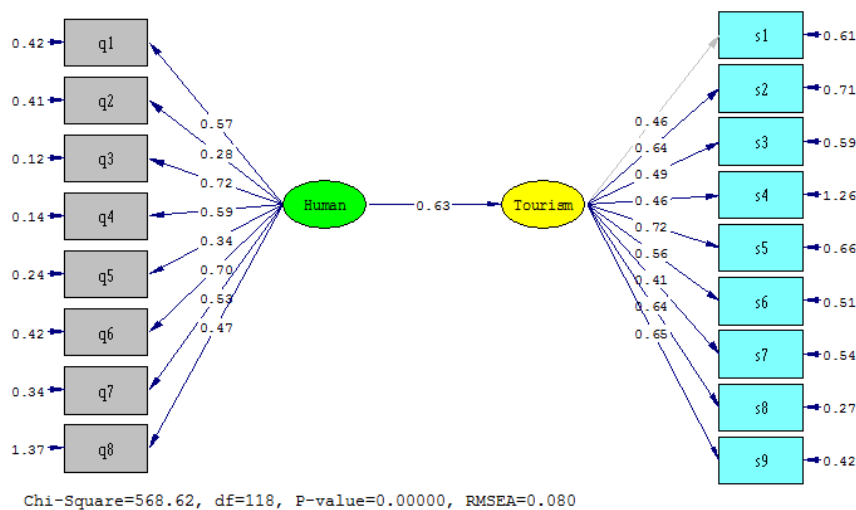 0.42 q1
0.41 q2
0.12 q3
0.14 q4
0.24 q5
0.42 q6
0.34 q7
1.37 q8
0.57
0.28
0.72
0.59
0.34
0.70
0.53
0.47
Human
0.63
Tourism
0.46
0.64
0.49
0.46
0.72
0.56
0.41
0.64
0.65
s1 0.61
s2 0.71
s3 0.59
s4 1.26
s5 0.66
s6 0.51
s7 0.54
s8 0.27
s9 0.42
Chi-Square=568.62, df=118, P-value=0.00000, RMSEA=0.080